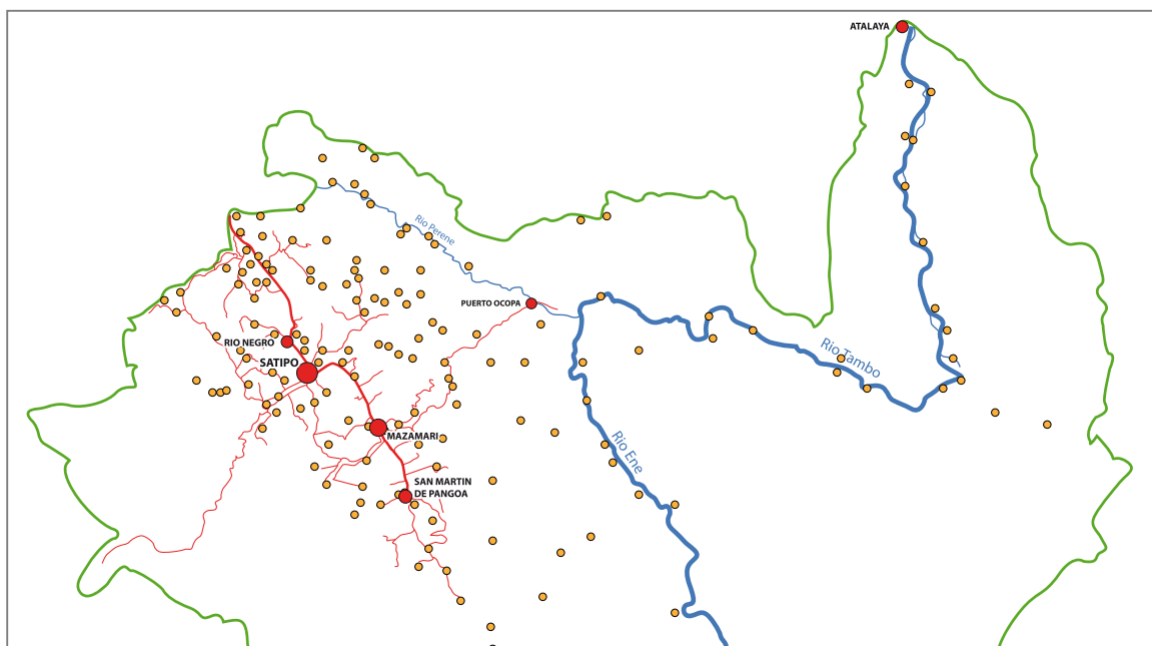 ATALAYA
Rio Perene
PUERTO OCOPA
RIO NEGRO
SATIPO
Rio Tambo
MAZAMARI
Rio Ene
SAN MARTIN
DE PANGOA